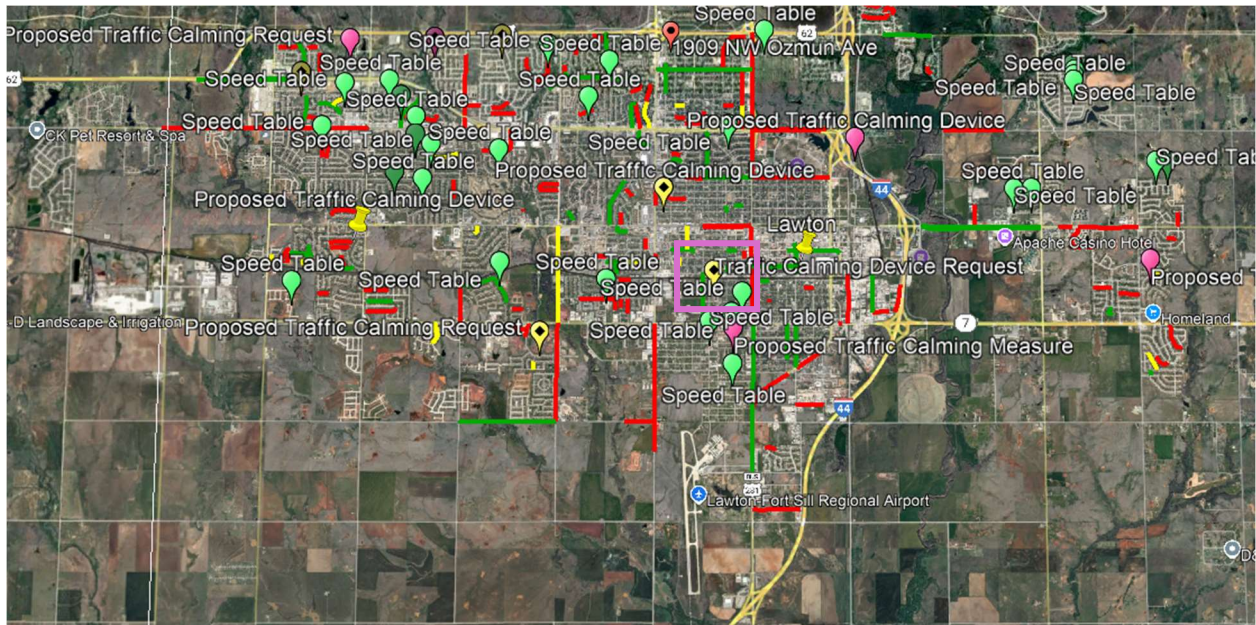 Speed Table
Proposed Traffic Calming Request
62
Speed Table
Speed Table
1909 NW Ozmun Ave
Speed Table
62
Speed Table
Speed Table
Speed Table
Speed Table
Speed Table
Speed Table
Speed Table
CK Pet Resort & Spa
Speed Table
Proposed Traffic Calming Device
Speed Table
Speed Table
Speed Table
Speed Table
Speed Tab
Proposed Traffic Calming Device
Speed Table
44
Proposed Traffic Calming Device
Speed Table
Lawton
Apache Casino Hotel
Speed Table
Speed Table
Traffic Calming Device Request
Proposed
Speed Table
Speed Table
-D Landscape & Irrigation
Proposed Traffic Calming Request
Speed Table
Speed Table
7
Homeland
Proposed Traffic Calming Measure
Speed Table
44
281
Lawton-Fort Sill Regional Airport